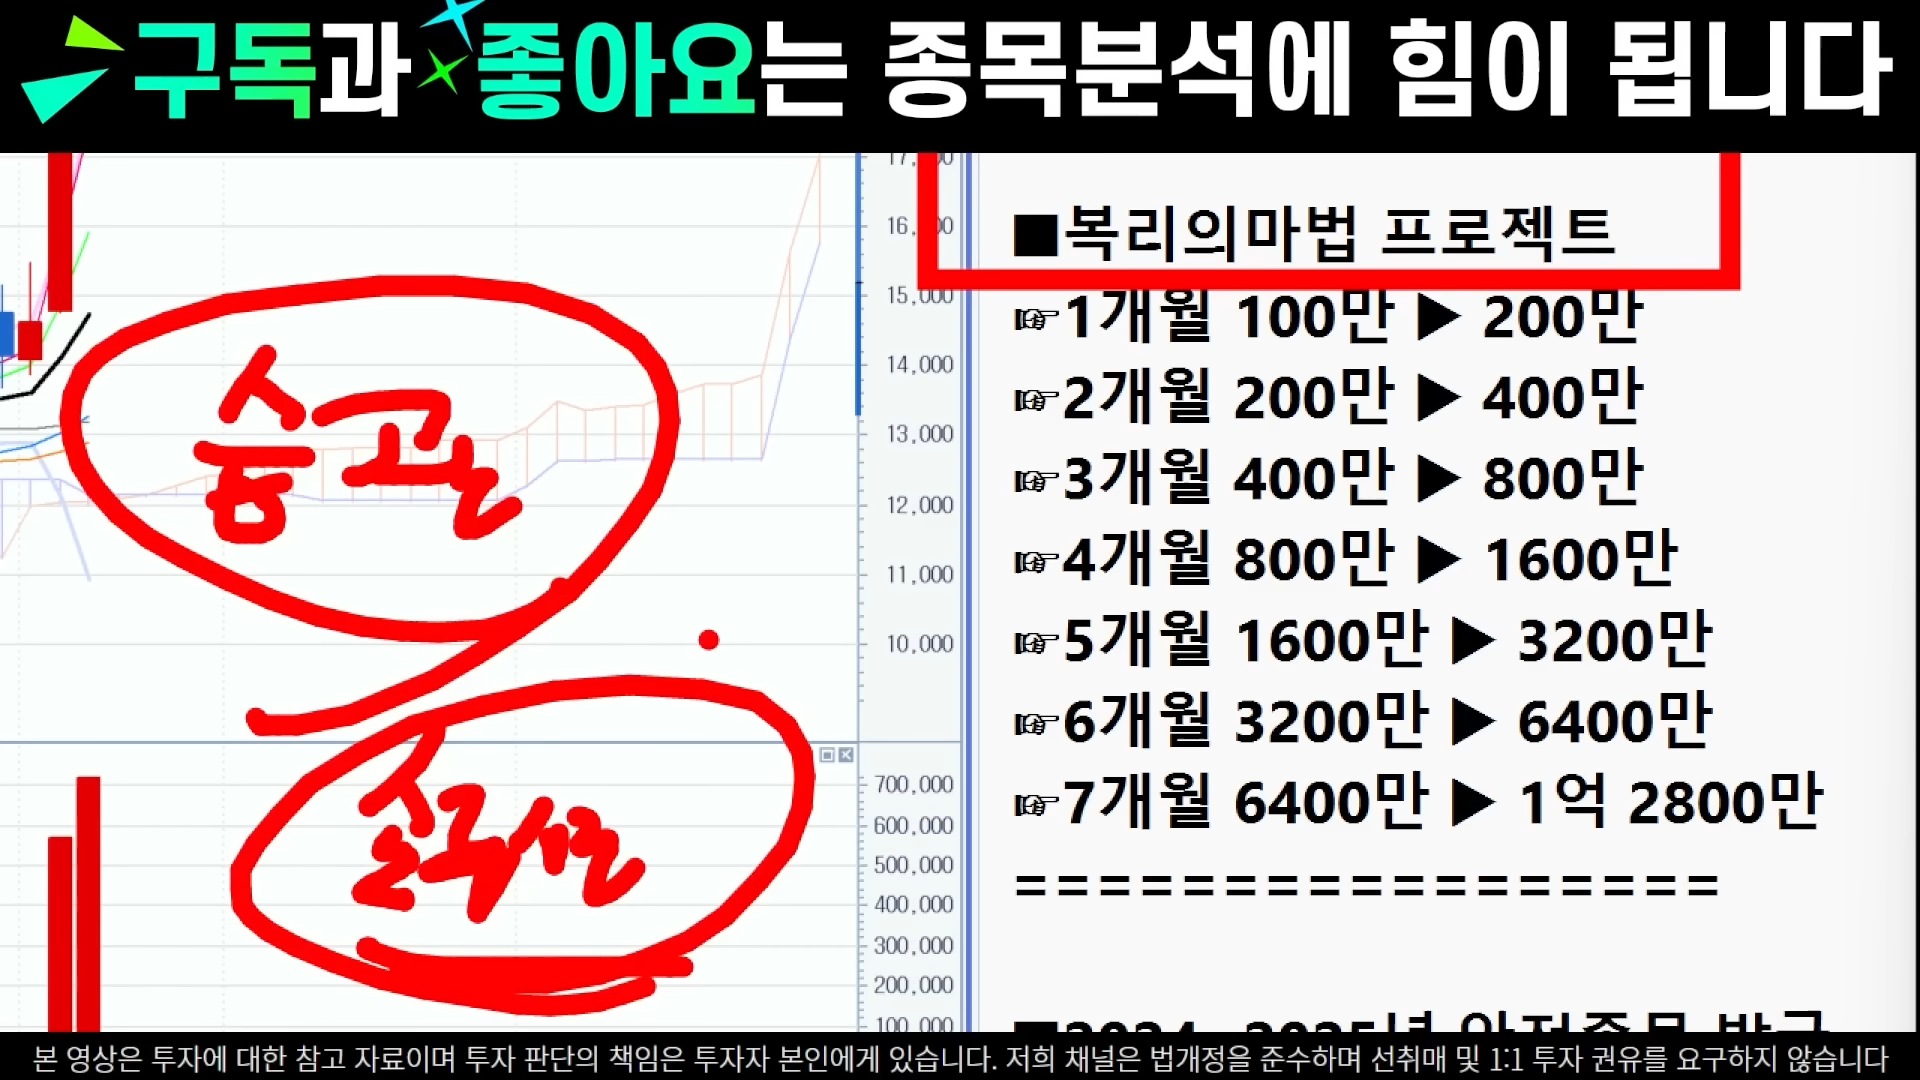 구독과 좋아요는 종목분석에 힘이 됩니다
16,000
15,000
14,000
13,000
12,000
11,000
10,000
700,000
600,000
500,000
400,000
300,000
200,000
100,000
승고른
■복리의마법 프로젝트
☞1개월 100만 ▶ 200만
☞2개월 200만 ▶ 400만
☞3개월 400만 ▶ 800만
☞4개월 800만 ▶ 1600만
☞5개월 1600만 ▶ 3200만
☞6개월 3200만 ▶ 6400만
☞7개월 6400만 ▶ 1억 2800만
=================
본 영상은 투자에 대한 참고 자료이며 투자 판단의 책임은 투자자 본인에게 있습니다. 저희 채널은 법개정을 준수하며 선취매 및 1:1 투자 권유를 요구하지 않습니다